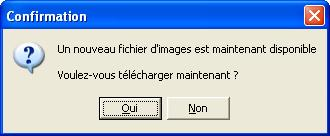 Confirmation
Un nouveau fichier d'images est maintenant disponible
Voulez-vous télécharger maintenant ?
Oui
Non